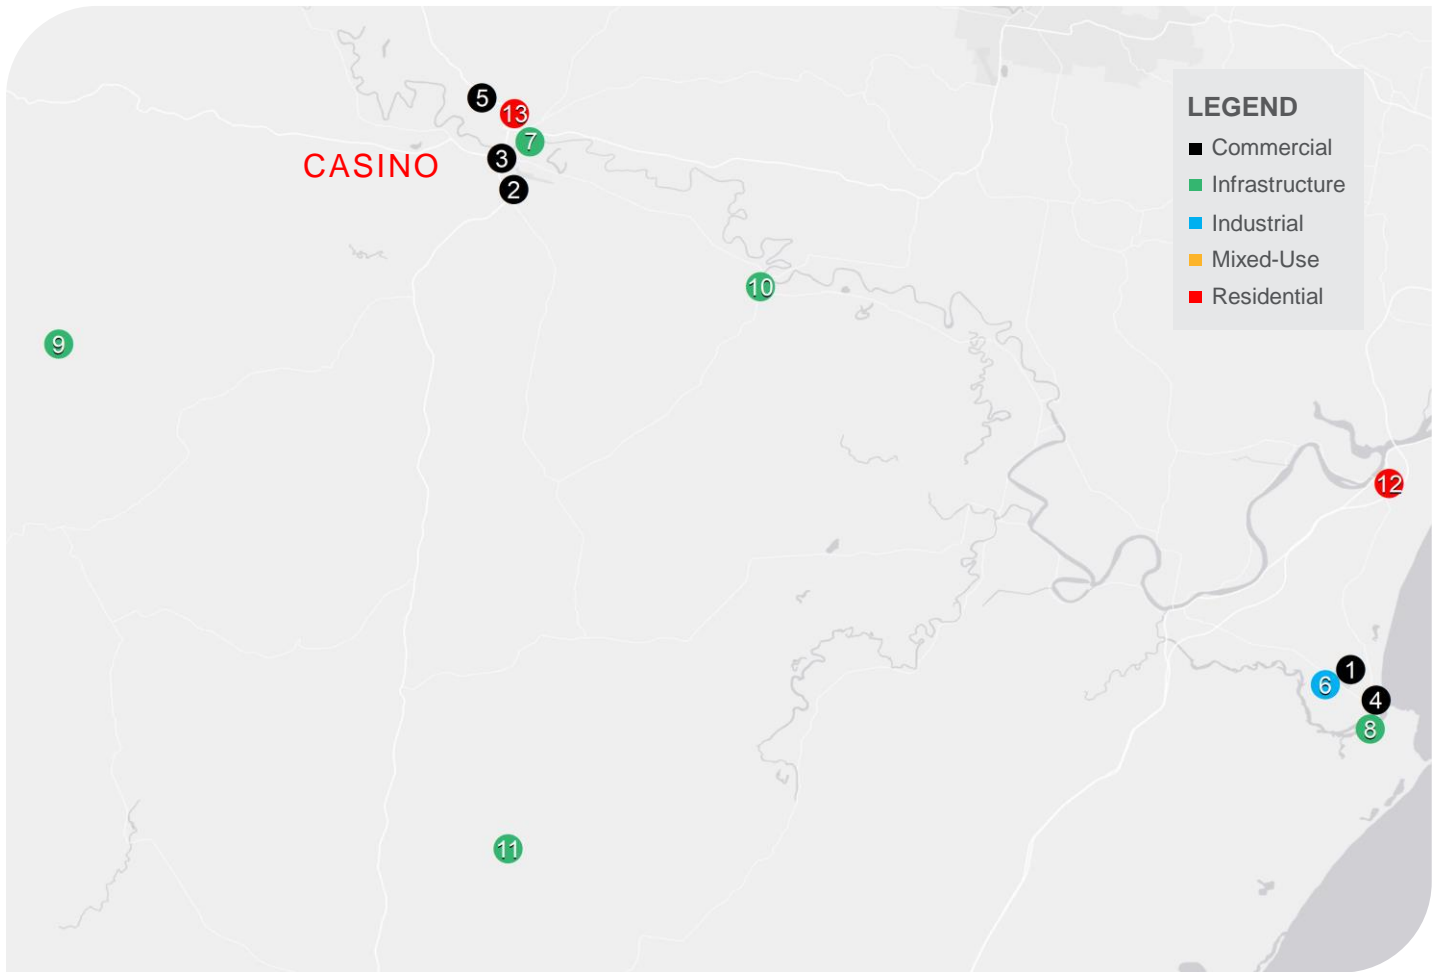 5
13
7
3
CASINO
2
10
9
12
1
6
4
8
11
LEGEND
Commercial
Infrastructure
Industrial
Mixed-Use
Residential